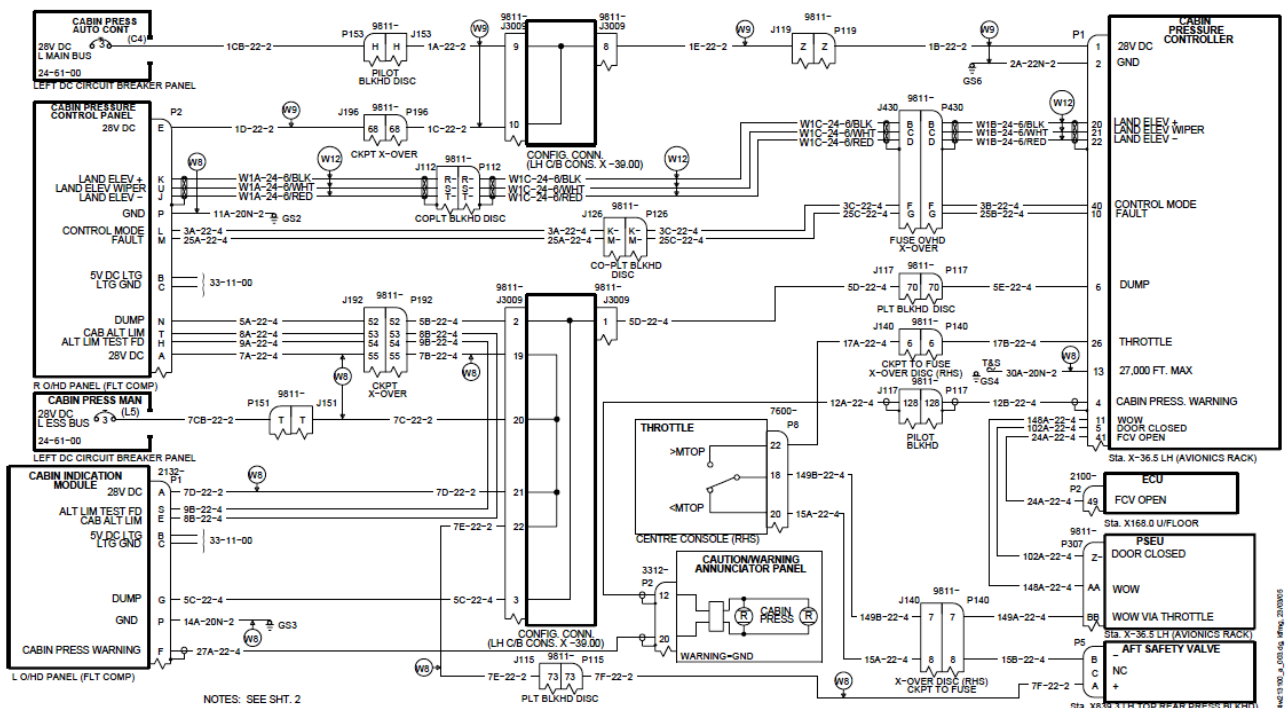 CABIN PRESS
AUTO CONT
(C4)
3
28V DC
L MAIN BUS
24-61-00
LEFT DC CIRCUIT BREAKER PANEL
1CB-22-2
9811-
P153 J153
H H
PILOT
BLKHD DISC
1A-22-2
W9
9811-
J3009
9
10
9811-
J3009
8
CONFIG. CONN.
(LH C/B CONS. X -39.00)
1E-22-2
W9
9811-
J119 P119
Z Z
1B-22-2
W9
CABIN
PRESSURE
CONTROLLER
P1
1 28V DC
2A-22N-2
2 GND
GS6
CABIN PRESSURE
CONTROL PANEL
P2
28V DC E
1D-22-2
W9
9811-
J196 P196
68 68
CKPT X-OVER
1C-22-2
W8
W12
LAND ELEV + K W1A-24-6/BLK
LAND ELEV WIPER U W1A-24-6/WHT
LAND ELEV – J W1A-24-6/RED
GND P 11A-20N-2 GS2
9811-
J112 P112
R- R-
S- S-
T- T-
COPLT BLKHD DISC
W1C-24-6/BLK
W1C-24-6/WHT
W1C-24-6/RED
W12
W1C-24-6/BLK
W1C-24-6/WHT
W1C-24-6/RED
9811-
J430 P430
B B
C C
D D
F F
G G
FUSE OVHD
X-OVER
W12
W1B-24-6/BLK 20 LAND ELEV +
W1B-24-6/WHT 21 LAND ELEV WIPER
W1B-24-6/RED 22 LAND ELEV –
CONTROL MODE L 3A-22-4
FAULT M 25A-22-4
3A-22-4
25A-22-4
9811-
J126 P126
K- K-
M- M-
CO-PLT BLKHD
DISC
3C-22-4
25C-22-4
3C-22-4
25C-22-4
3B-22-4 40 CONTROL MODE
25B-22-4 10 FAULT
5V DC LTG B
LTG GND C
33-11-00
DUMP N 5A-22-4
CAB ALT LIM T 8A-22-4
ALT LIM TEST FD H 9A-22-4
28V DC A 7A-22-4
R O/HD PANEL (FLT COMP)
9811-
J192 P192
52 52 5B-22-4
53 53 8B-22-4
54 54 9B-22-4
55 55 7B-22-4
CKPT
X-OVER
W8
W8
9811-
J3009
2
19
20
21
22
3
9811-
J3009
1
5D-22-4
CONFIG. CONN.
(LH C/B CONS. X -39.00)
5D-22-4
9811-
J117 P117
70 70
PLT BLKHD DISC
5E-22-4
6 DUMP
17A-22-4
9811-
J140 P140
6 6
CKPT TO FUSE
X-OVER DISC (RHS)
17B-22-4
26 THROTTLE
T&S
GS4
W8
30A-20N-2
13 27,000 FT. MAX
12A-22-4
9811-
J117 P117
128 128
PILOT
BLKHD
12B-22-4
4 CABIN PRESS. WARNING
148A-22-4 11 WOW
102A-22-4 5 DOOR CLOSED
24A-22-4 41 FCV OPEN
Sta. X-36.5 LH (AVIONICS RACK)
CABIN PRESS MAN
28V DC (L5)
L ESS BUS 3
24-61-00
LEFT DC CIRCUIT BREAKER PANEL
7CB-22-2
9811-
P151 J151
T T
7C-22-2
CABIN INDICATION
MODULE
2132-
P1
28V DC A 7D-22-2
W8
7D-22-2
ALT LIM TEST FD S 9B-22-4
CAB ALT LIM E 8B-22-4
5V DC LTG B
LTG GND C
33-11-00
7E-22-2
DUMP G 5C-22-4
5C-22-4
GND P 14A-20N-2 GS3
W8
CABIN PRESS WARNING F 27A-22-4
L O/HD PANEL (FLT COMP)
W8
7E-22-2
9811-
J115 P115
73 73
PLT BLKHD DISC
7F-22-2
W8
THROTTLE
>MTOP
<MTOP
7600-
P8
22
18
20
149B-22-4
15A-22-4
CENTRE CONSOLE (RHS)
3312-
P2
12
20
CAUTION/WARNING
ANNUNCIATOR PANEL
R CABIN PRESS R
WARNING=GND
149B-22-4
15A-22-4
9811-
J140 P140
7 7
8 8
X-OVER DISC (RHS)
CKPT TO FUSE
149A-22-4
15B-22-4
7F-22-2
2100-
P2
ECU
24A-22-4 49 FCV OPEN
Sta. X168.0 U/FLOOR
9811-
P307
PSEU
102A-22-4 Z- DOOR CLOSED
148A-22-4 AA WOW
BB WOW VIA THROTTLE
Sta. X-36.5 LH (AVIONICS RACK)
P5
AFT SAFETY VALVE
B –
C NC
A +
Sta. X839.3 LH TOP REAR PRESS BLKHD)
NOTES: SEE SHT. 2